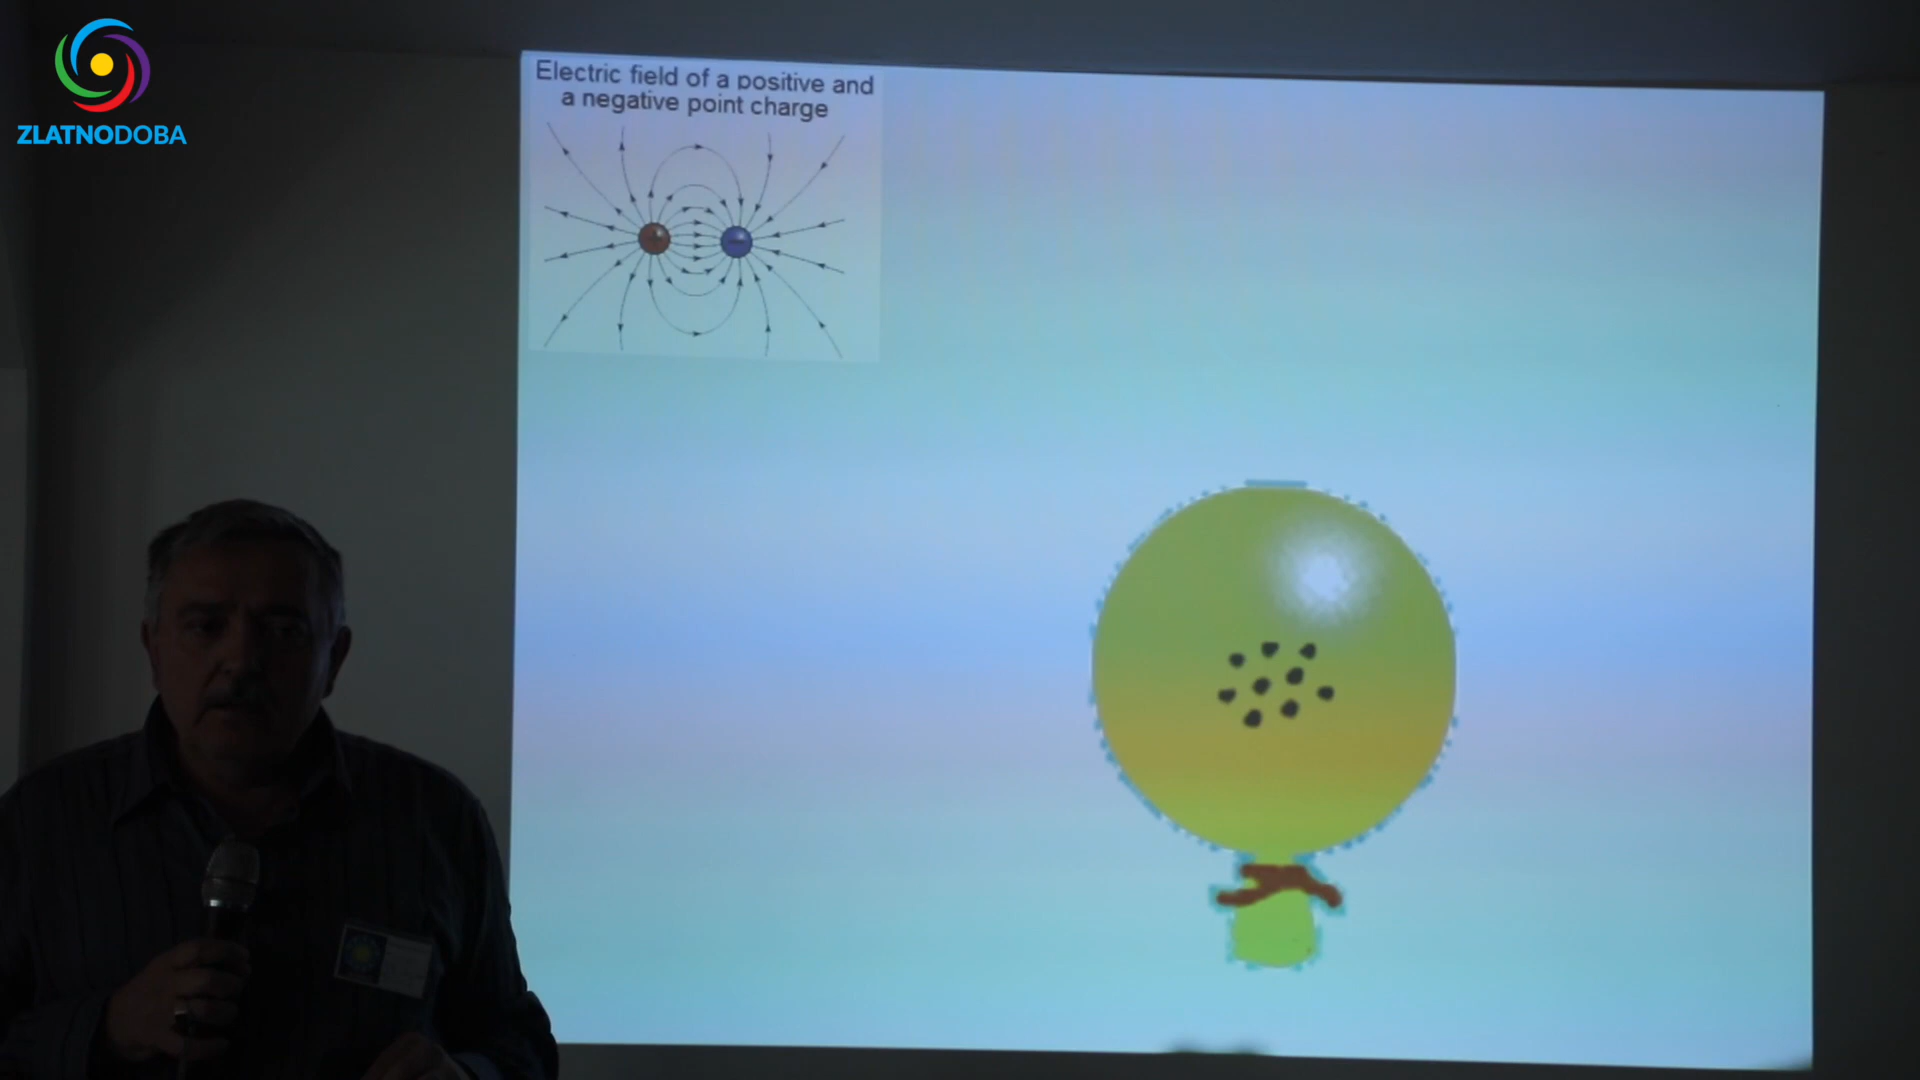 ZLATNODOBA
Electric field of a positive and
a negative point charge